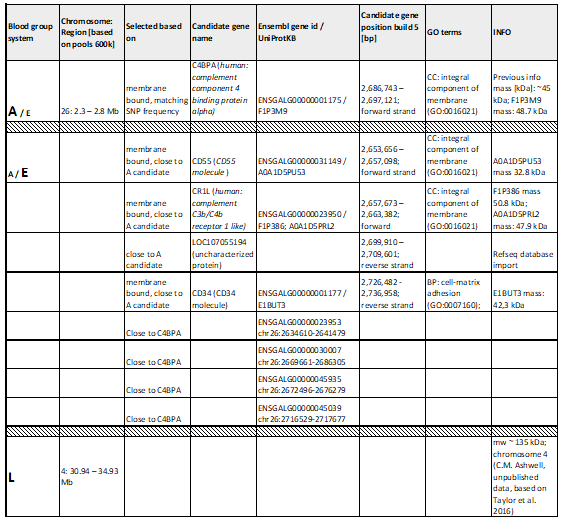 Blood group system
Chromosome: Region [based on pools 600k]
Selected based on
Candidate gene name
Ensembl gene id / UniProtKB
Candidate gene position build 5 [bp]
GO terms
INFO
A / E
26: 2.3 – 2.8 Mb
membrane bound, matching SNP frequency
C4BPA (human: complement component 4 binding protein alpha)
ENSGALG00000001175 / F1P3M9
2,686,743 – 2,697,121; forward strand
CC: integral component of membrane (GO:0016021)
Previous info mass [kDa]: ~45 kDa; F1P3M9 mass: 48.7 kDa
A / E
membrane bound, close to A candidate
CD55 (CD55 molecule )
ENSGALG00000031149 / A0A1D5PU53
2,653,656 – 2,657,098; forward strand
CC: integral component of membrane (GO:0016021)
A0A1D5PU53 mass 32.8 kDa
membrane bound, close to A candidate
CR1L (human: complement C3b/C4b receptor 1 like)
ENSGALG00000023950 / F1P386; A0A1D5PRL2
2,657,673 – 2,663,382; forward
CC: integral component of membrane (GO:0016021)
F1P386 mass 50.8 kDa; A0A1D5PRL2 mass: 47.9 kDa
close to A candidate
LOC107055194 (uncharacterized protein)
2,699,910 – 2,709,601; reverse strand
Refseq database import
membrane bound, close to A candidate
CD34 (CD34 molecule)
ENSGALG00000001177 / E1BUT3
2,726,482 - 2,736,958; reverse strand
BP: cell-matrix adhesion (GO:0007160);
E1BUT3 mass: 42,3 kDa
Close to C4BPA
ENSGALG00000023953 chr26:2634610-2641479
Close to C4BPA
ENSGALG00000030007 chr26:2669661-2686305
Close to C4BPA
ENSGALG00000045935 chr26:2672496-2676279
Close to C4BPA
ENSGALG00000045039 chr26:2716529-2717677
L
4: 30.94 – 34.93 Mb
mw ~ 135 kDa; chromosome 4 (C.M. Ashwell, unpublished data, based on Taylor et al. 2016)